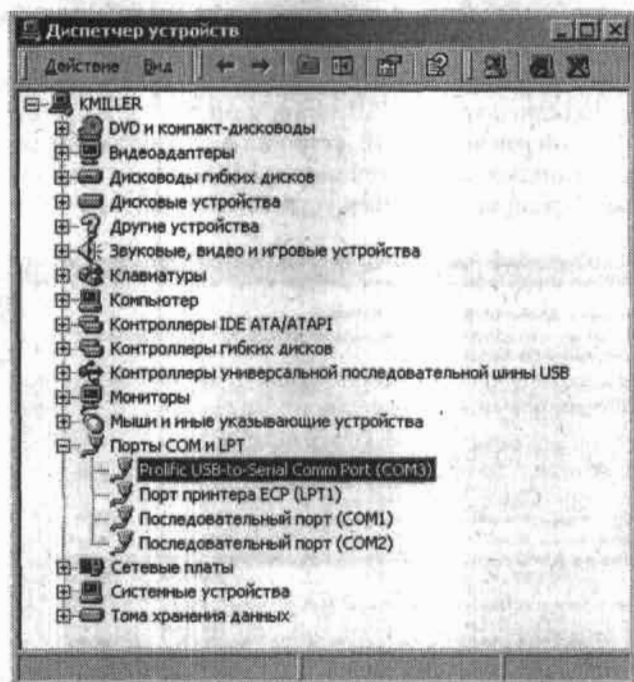 Диспетчер устройств
Действие Вид
KMILLER
DVD и компакт-дисководы
Видеоадаптеры
Дисководы гибких дисков
Дисковые устройства
Другие устройства
Звуковые, видео и игровые устройства
Клавиатуры
Компьютер
Контроллеры IDE ATA/ATAPI
Контроллеры гибких дисков
Контроллеры универсальной последовательной шины USB
Мониторы
Мыши и иные указывающие устройства
Порты COM и LPT
Prolific USB-to-Serial Comm Port (COM3)
Порт принтера ECP (LPT1)
Последовательный порт (COM1)
Последовательный порт (COM2)
Сетевые платы
Системные устройства
Тома хранения данных